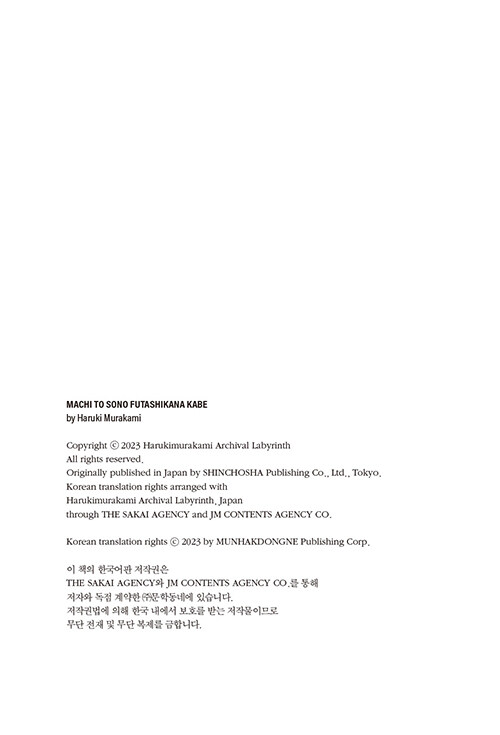 MACHI TO SONO FUTASHIKANA KABE
by Haruki Murakami
Copyright ⓒ 2023 Harukimurakami Archival Labyrinth
All rights reserved.
Originally published in Japan by SHINCHOSHA Publishing Co., Ltd., Tokyo.
Korean translation rights arranged with
Harukimurakami Archival Labyrinth, Japan
through THE SAKAI AGENCY and JM CONTENTS AGENCY CO.
Korean translation rights ⓒ 2023 by MUNHAKDONGNE Publishing Corp.
이 책의 한국어판 저작권은
THE SAKAI AGENCY와 JM CONTENTS AGENCY CO.를 통해
저자와 독점 계약한 ㈜문학동네에 있습니다.
저작권법에 의해 한국 내에서 보호를 받는 저작물이므로
무단 전재 및 무단 복제를 금합니다.